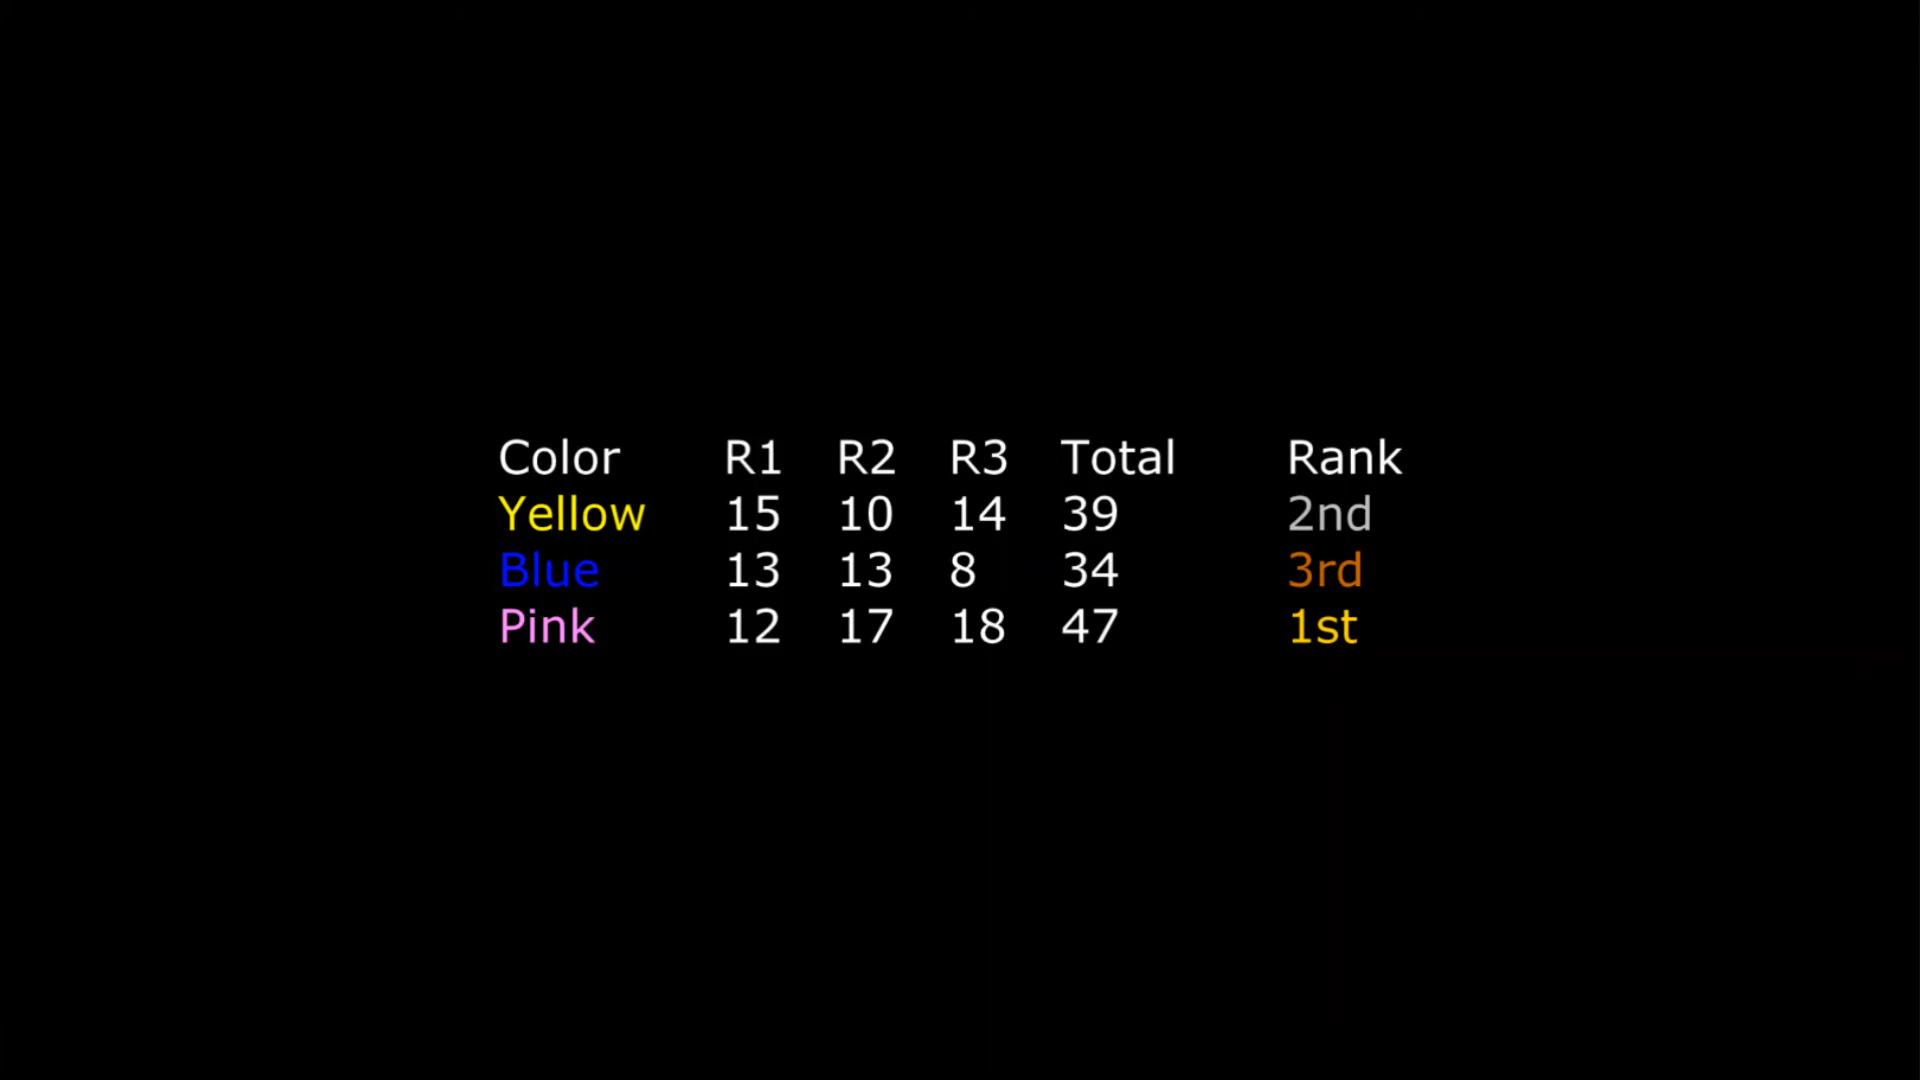 Color R1 R2 R3 Total Rank
Yellow 15 10 14 39 2nd
Blue 13 13 8 34 3rd
Pink 12 17 18 47 1st